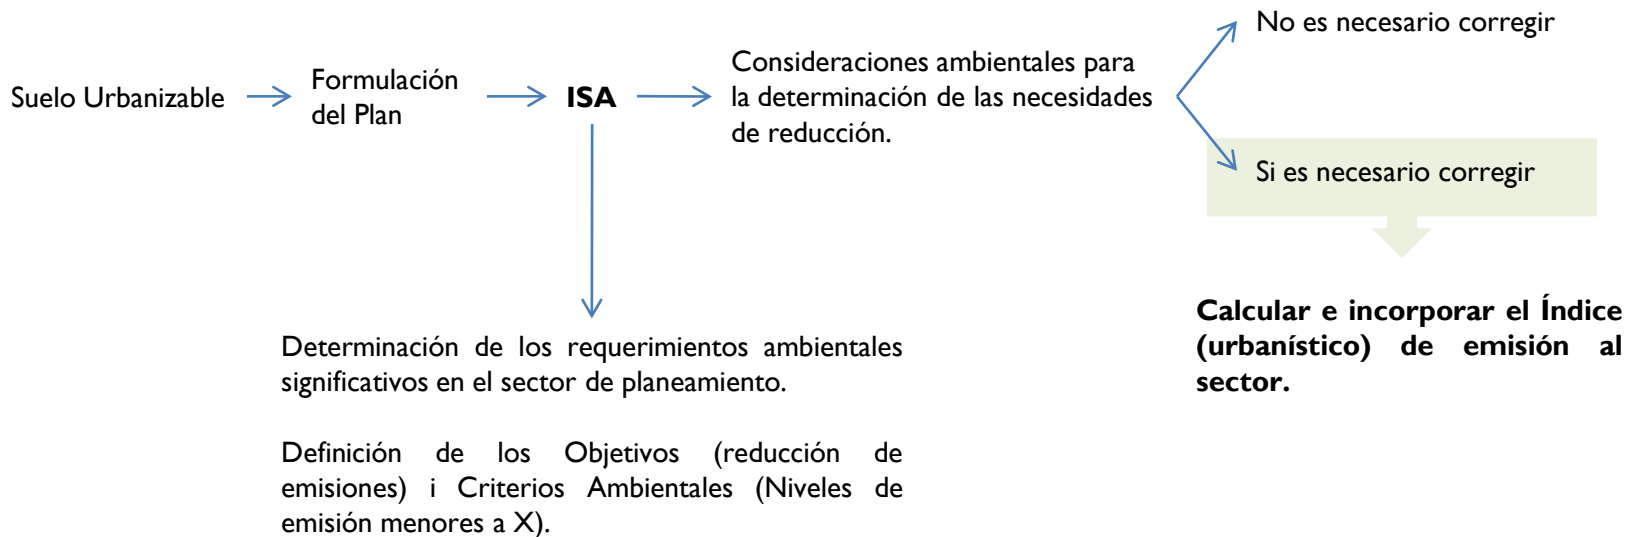 Suelo Urbanizable
Formulación
del Plan
ISA
Consideraciones ambientales para
la determinación de las necesidades
de reducción.
No es necesario corregir
Si es necesario corregir
Calcular e incorporar el Índice
(urbanístico) de emisión al
sector.
Determinación de los requerimientos ambientales
significativos en el sector de planeamiento.
Definición de los Objetivos (reducción de
emisiones) i Criterios Ambientales (Niveles de
emisión menores a X).